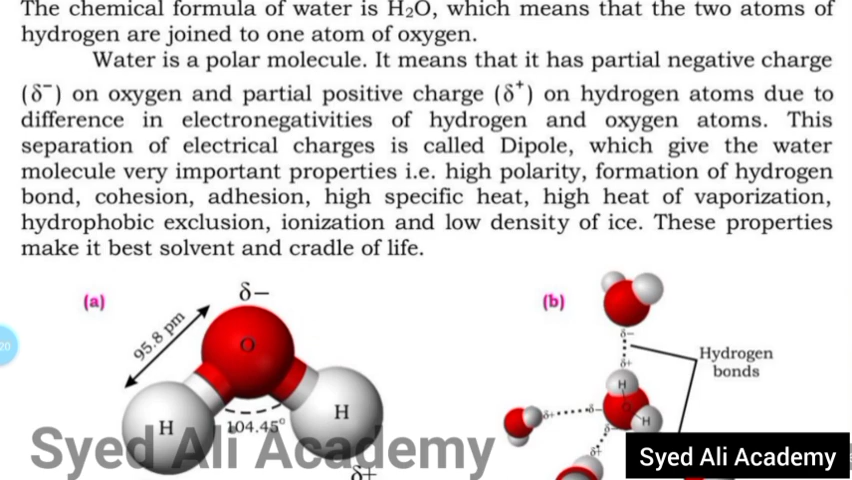 The chemical formula of water is H₂O, which means that the two atoms of
hydrogen are joined to one atom of oxygen.
Water is a polar molecule. It means that it has partial negative charge
(δ⁻) on oxygen and partial positive charge (δ⁺) on hydrogen atoms due to
difference in electronegativities of hydrogen and oxygen atoms. This
separation of electrical charges is called Dipole, which give the water
molecule very important properties i.e. high polarity, formation of hydrogen
bond, cohesion, adhesion, high specific heat, high heat of vaporization,
hydrophobic exclusion, ionization and low density of ice. These properties
make it best solvent and cradle of life.
(a)
δ−
95.8 pm
O
H
H
104.45°
δ+
(b)
δ−
δ+
Hydrogen
bonds
H
H
δ+
δ−
δ−
δ+
20
Syed Ali Academy
Syed Ali Academy